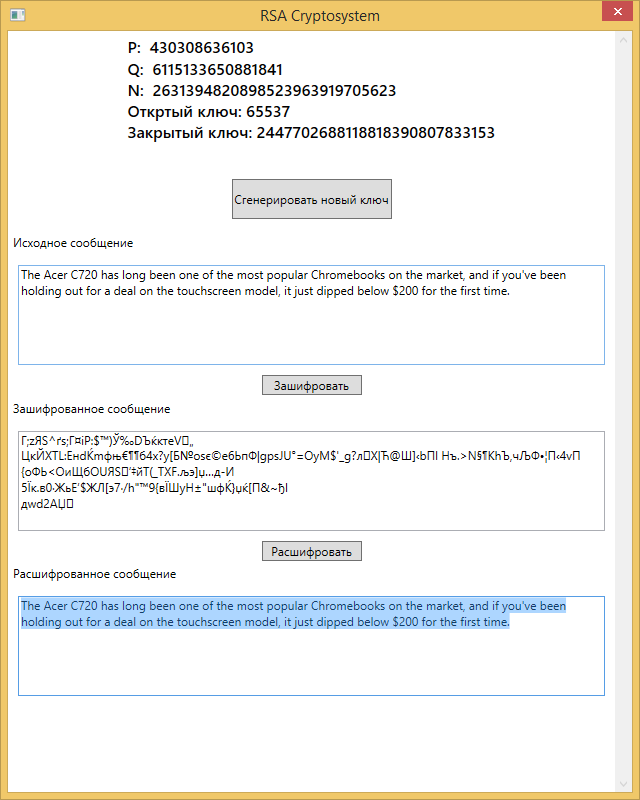 RSA Cryptosystem
P: 430308636103
Q: 6115133650881841
N: 2631394820898523963919705623
Откртый ключ: 65537
Закрытый ключ: 2447702688118818390807833153
Сгенерировать новый ключ
Исходное сообщение
The Acer C720 has long been one of the most popular Chromebooks on the market, and if you've been
holding out for a deal on the touchscreen model, it just dipped below $200 for the first time.
Зашифровать
Зашифрованное сообщение
Расшифровать
Расшифрованное сообщение
The Acer C720 has long been one of the most popular Chromebooks on the market, and if you've been
holding out for a deal on the touchscreen model, it just dipped below $200 for the first time.